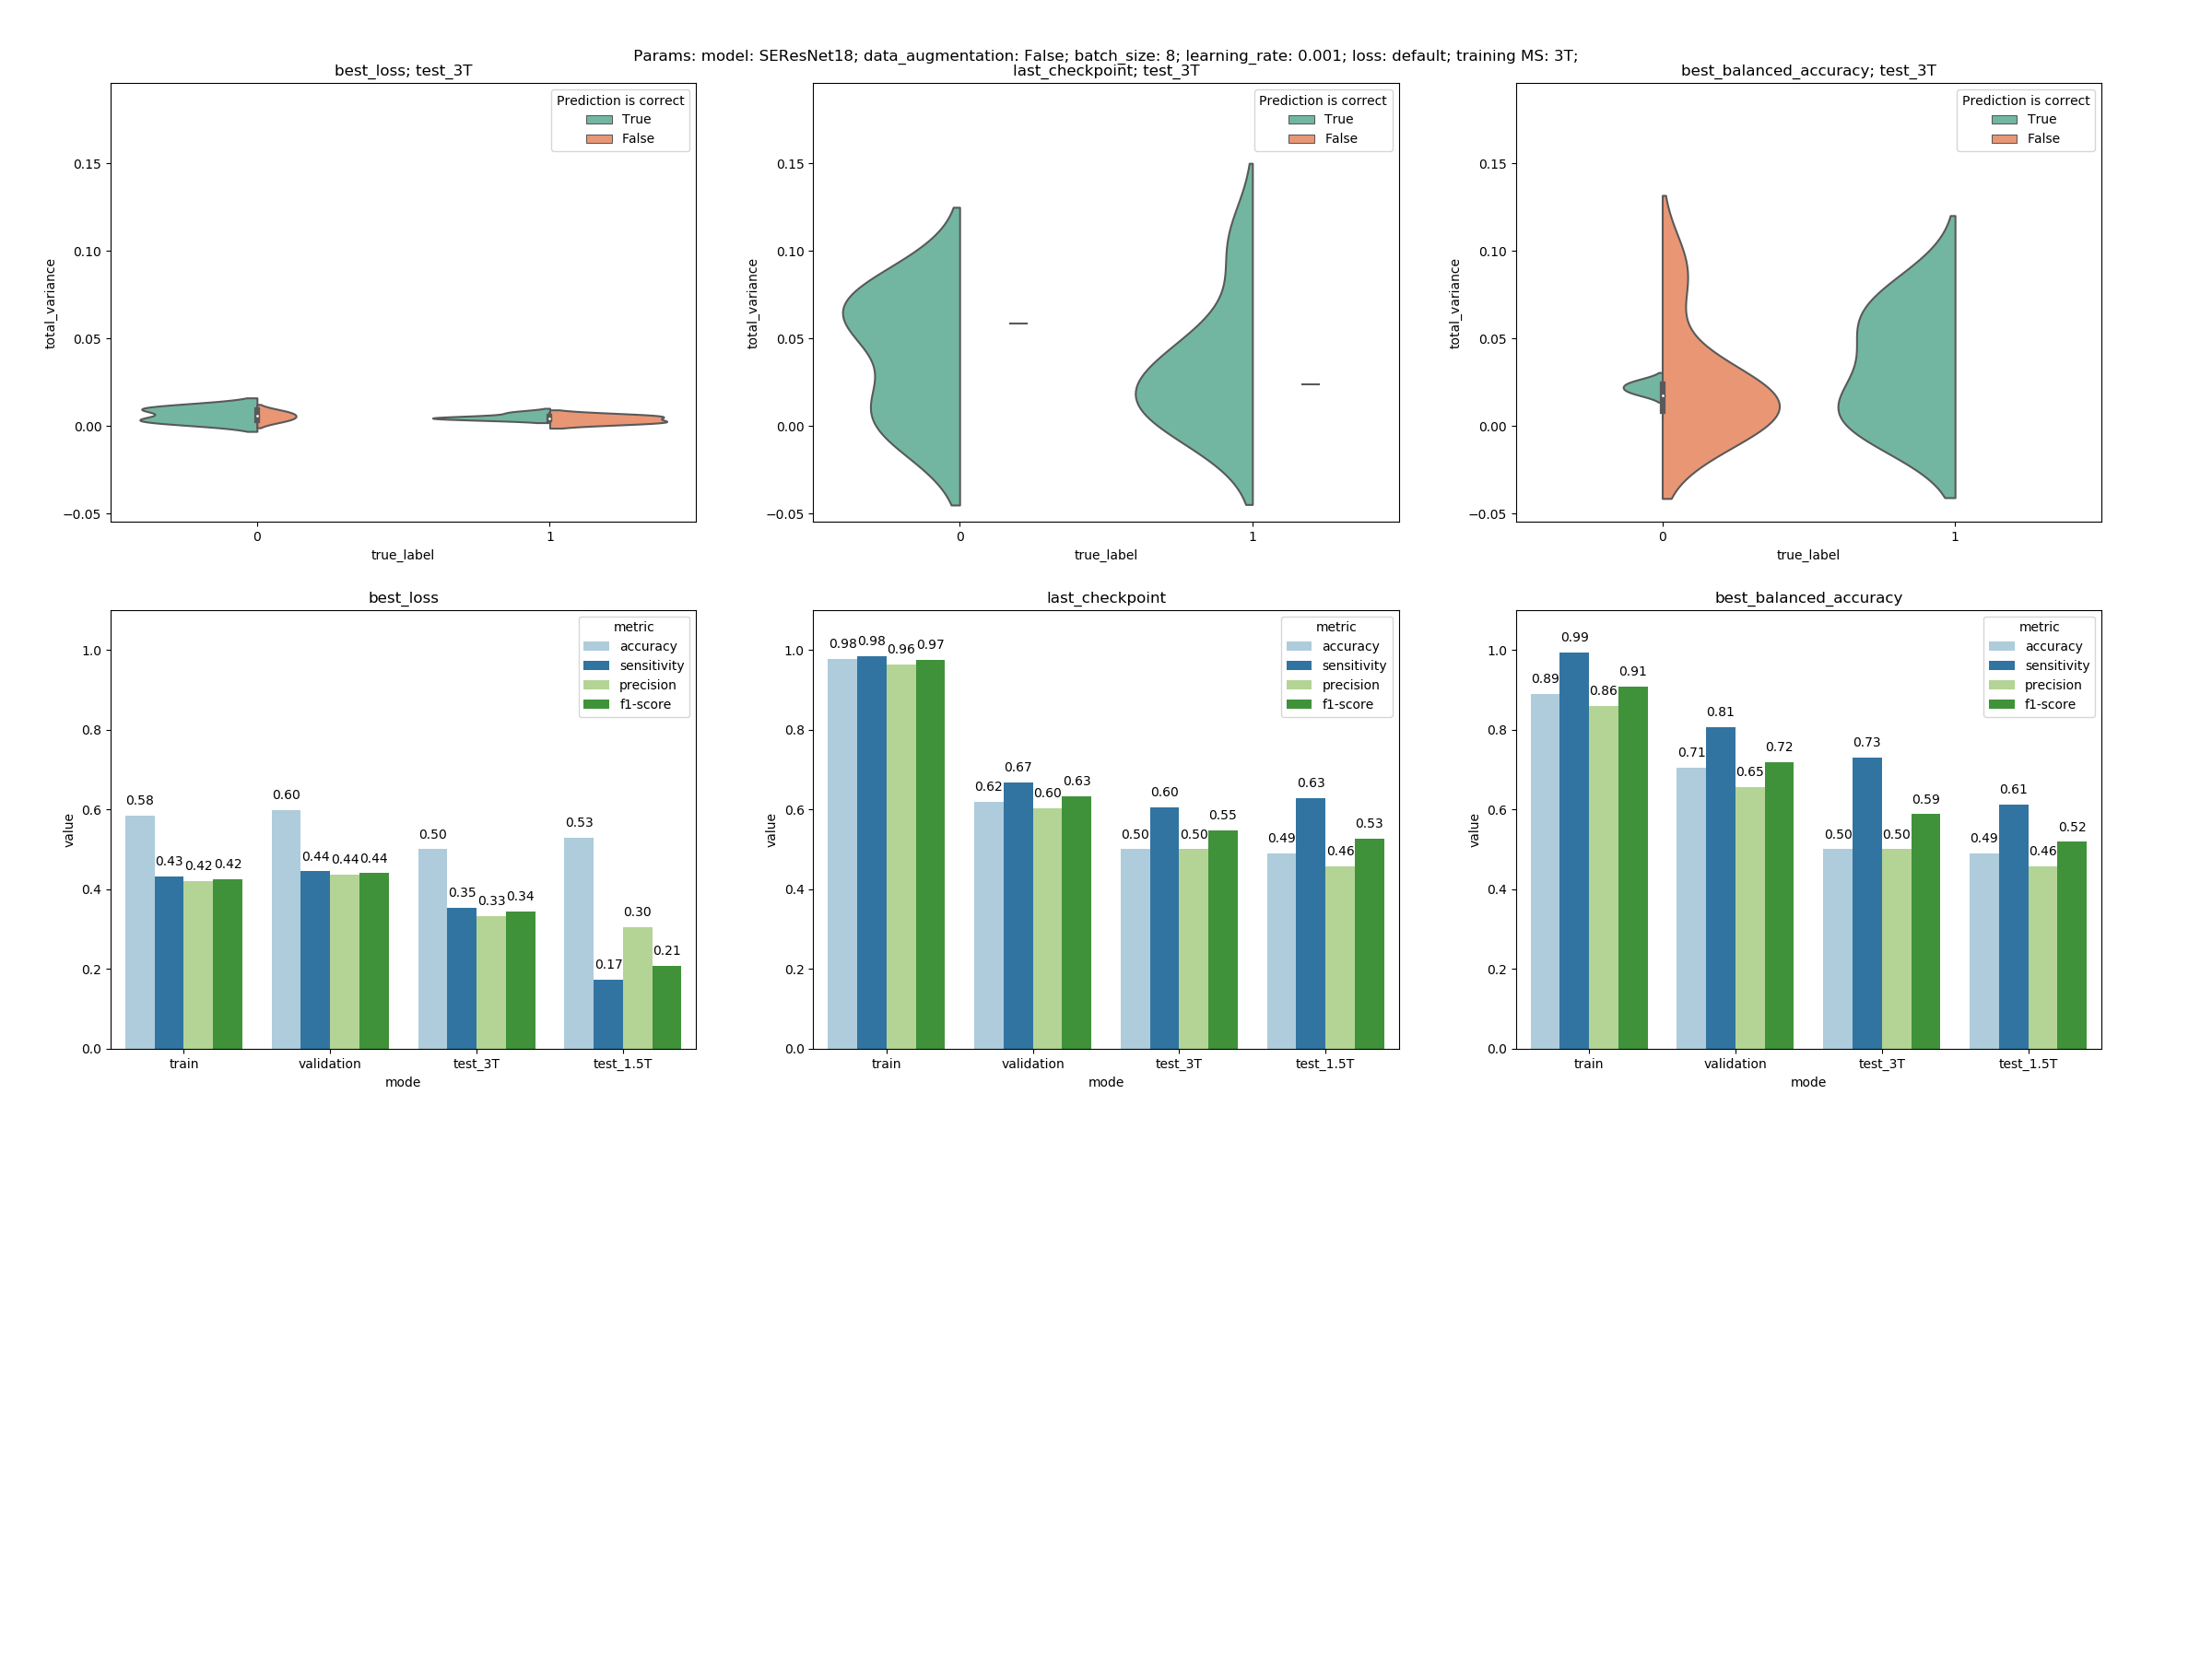 Params: model: SEResNet18; data_augmentation: False; batch_size: 8; learning_rate: 0.001; loss: default; training MS: 3T;
best_loss; test_3T
Prediction is correct
True
False
0.15
0.10
0.05
0.00
−0.05
total_variance
0
1
true_label
last_checkpoint; test_3T
Prediction is correct
True
False
0.15
0.10
0.05
0.00
−0.05
total_variance
0
1
true_label
best_balanced_accuracy; test_3T
Prediction is correct
True
False
0.15
0.10
0.05
0.00
−0.05
total_variance
0
1
true_label
best_loss
metric
accuracy
sensitivity
precision
f1-score
1.0
0.8
0.6
0.4
0.2
0.0
value
0.58
0.43
0.42
0.42
0.60
0.44
0.44
0.44
0.50
0.35
0.33
0.34
0.53
0.17
0.30
0.21
train
validation
test_3T
test_1.5T
mode
last_checkpoint
metric
accuracy
sensitivity
precision
f1-score
1.0
0.8
0.6
0.4
0.2
0.0
value
0.98
0.98
0.96
0.97
0.62
0.67
0.60
0.63
0.50
0.60
0.50
0.55
0.49
0.63
0.46
0.53
train
validation
test_3T
test_1.5T
mode
best_balanced_accuracy
metric
accuracy
sensitivity
precision
f1-score
1.0
0.8
0.6
0.4
0.2
0.0
value
0.89
0.99
0.86
0.91
0.71
0.81
0.65
0.72
0.50
0.73
0.50
0.59
0.49
0.61
0.46
0.52
train
validation
test_3T
test_1.5T
mode